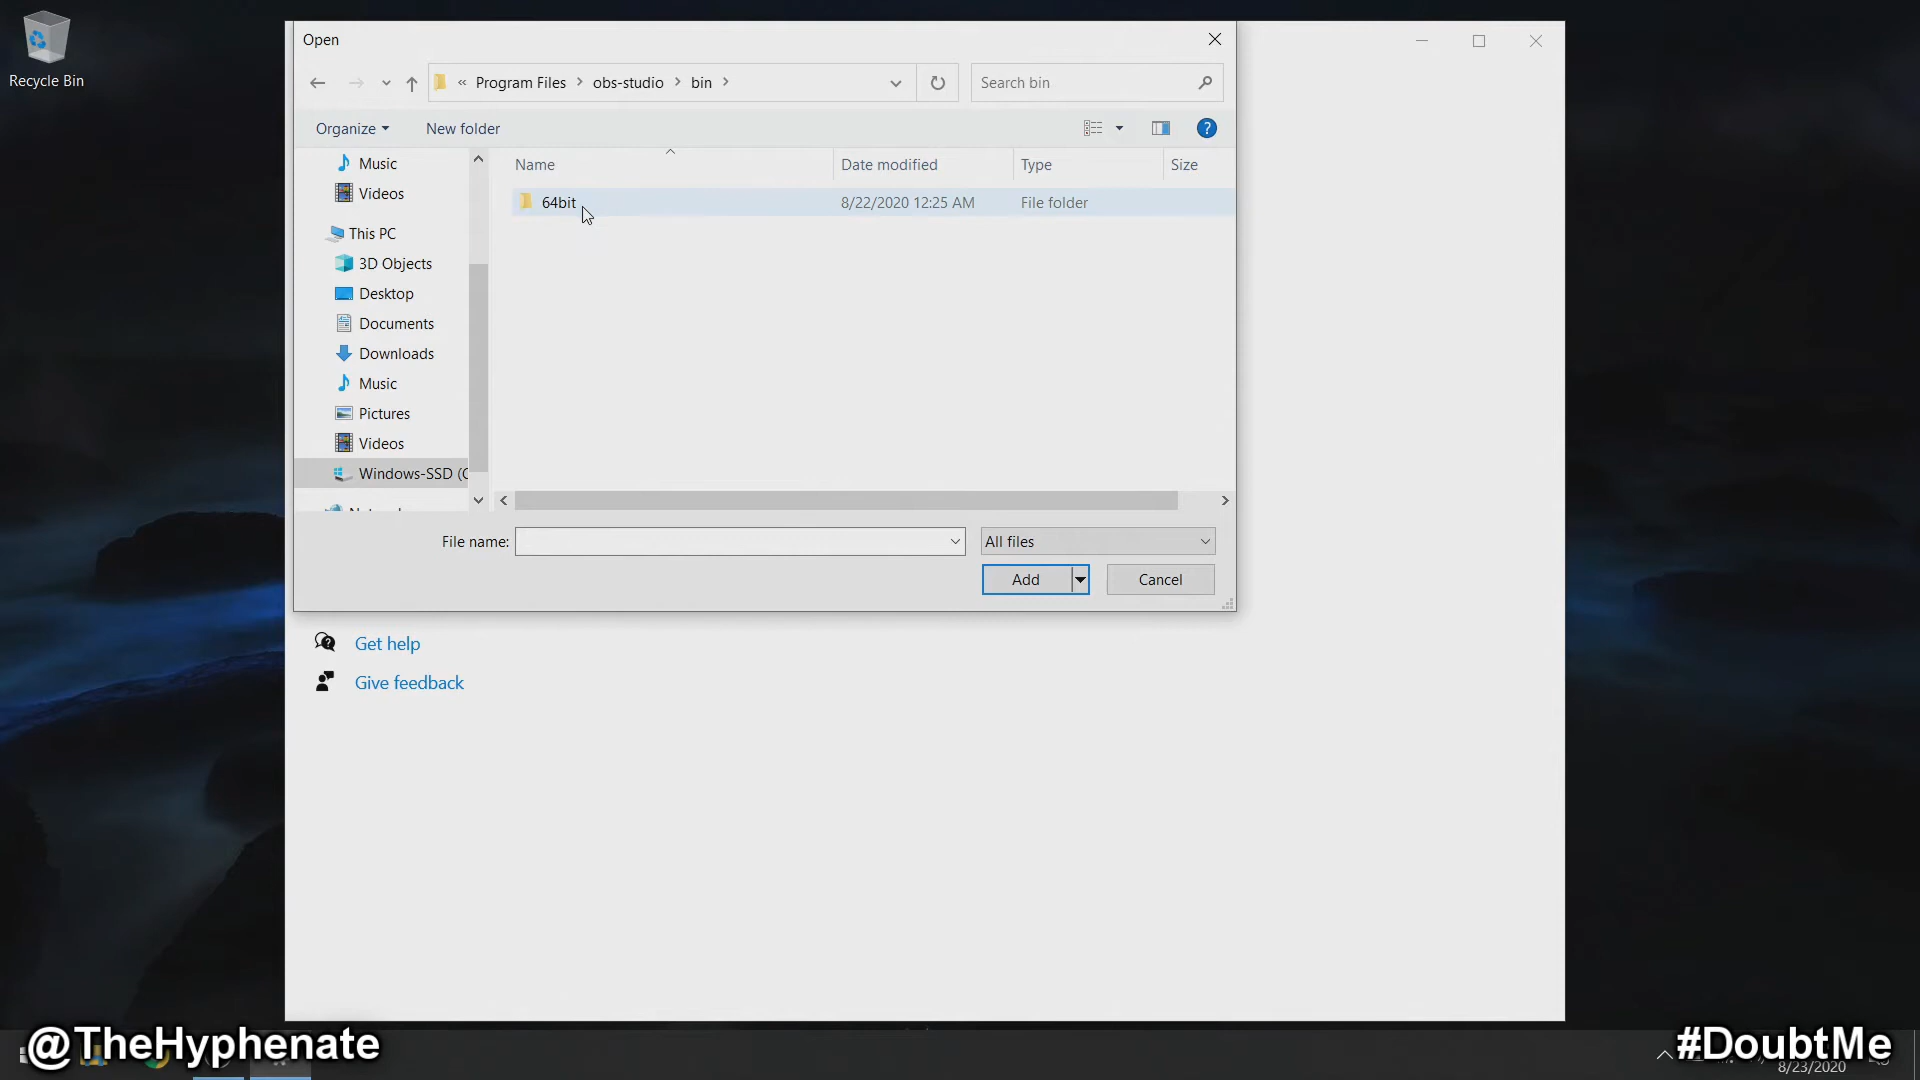 Recycle Bin
Open
« Program Files > obs-studio > bin >
Search bin
Organize
New folder
Name
Date modified
Type
Size
64bit
8/22/2020 12:25 AM
File folder
Music
Videos
This PC
3D Objects
Desktop
Documents
Downloads
Music
Pictures
Videos
Windows-SSD (C
File name:
All files
Add
Cancel
Get help
Give feedback
@TheHyphenate
#DoubtMe
8/23/2020